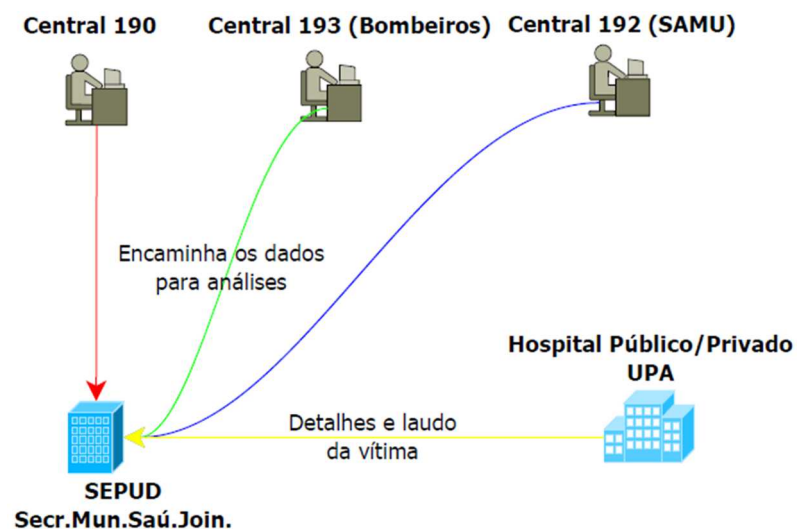 Central 190
Central 193 (Bombeiros)
Central 192 (SAMU)
Encaminha os dados
para análises
Hospital Público/Privado
UPA
Detalhes e laudo
da vítima
SEPUD
Secr.Mun.Saú.Join.